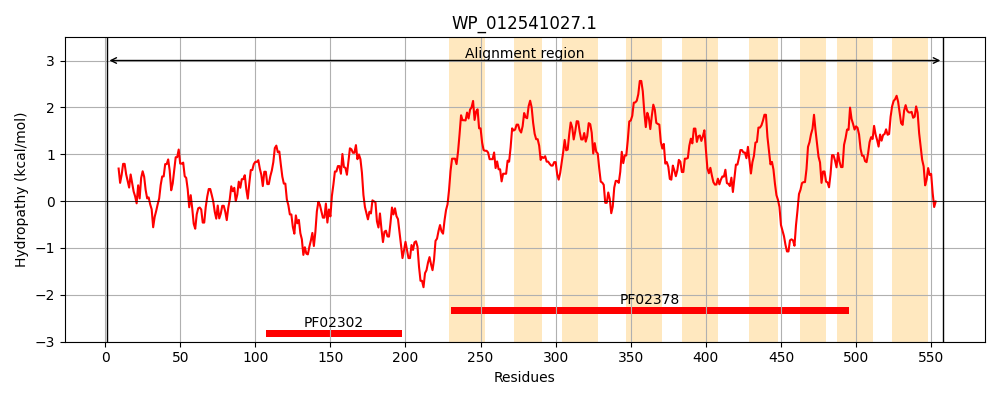 WP_012541027.1
Alignment region
3
2
1
0
−1
−2
−3
Hydropathy (kcal/mol)
PF02378
PF02302
0 50 100 150 200 250 300 350 400 450 500 550
Residues